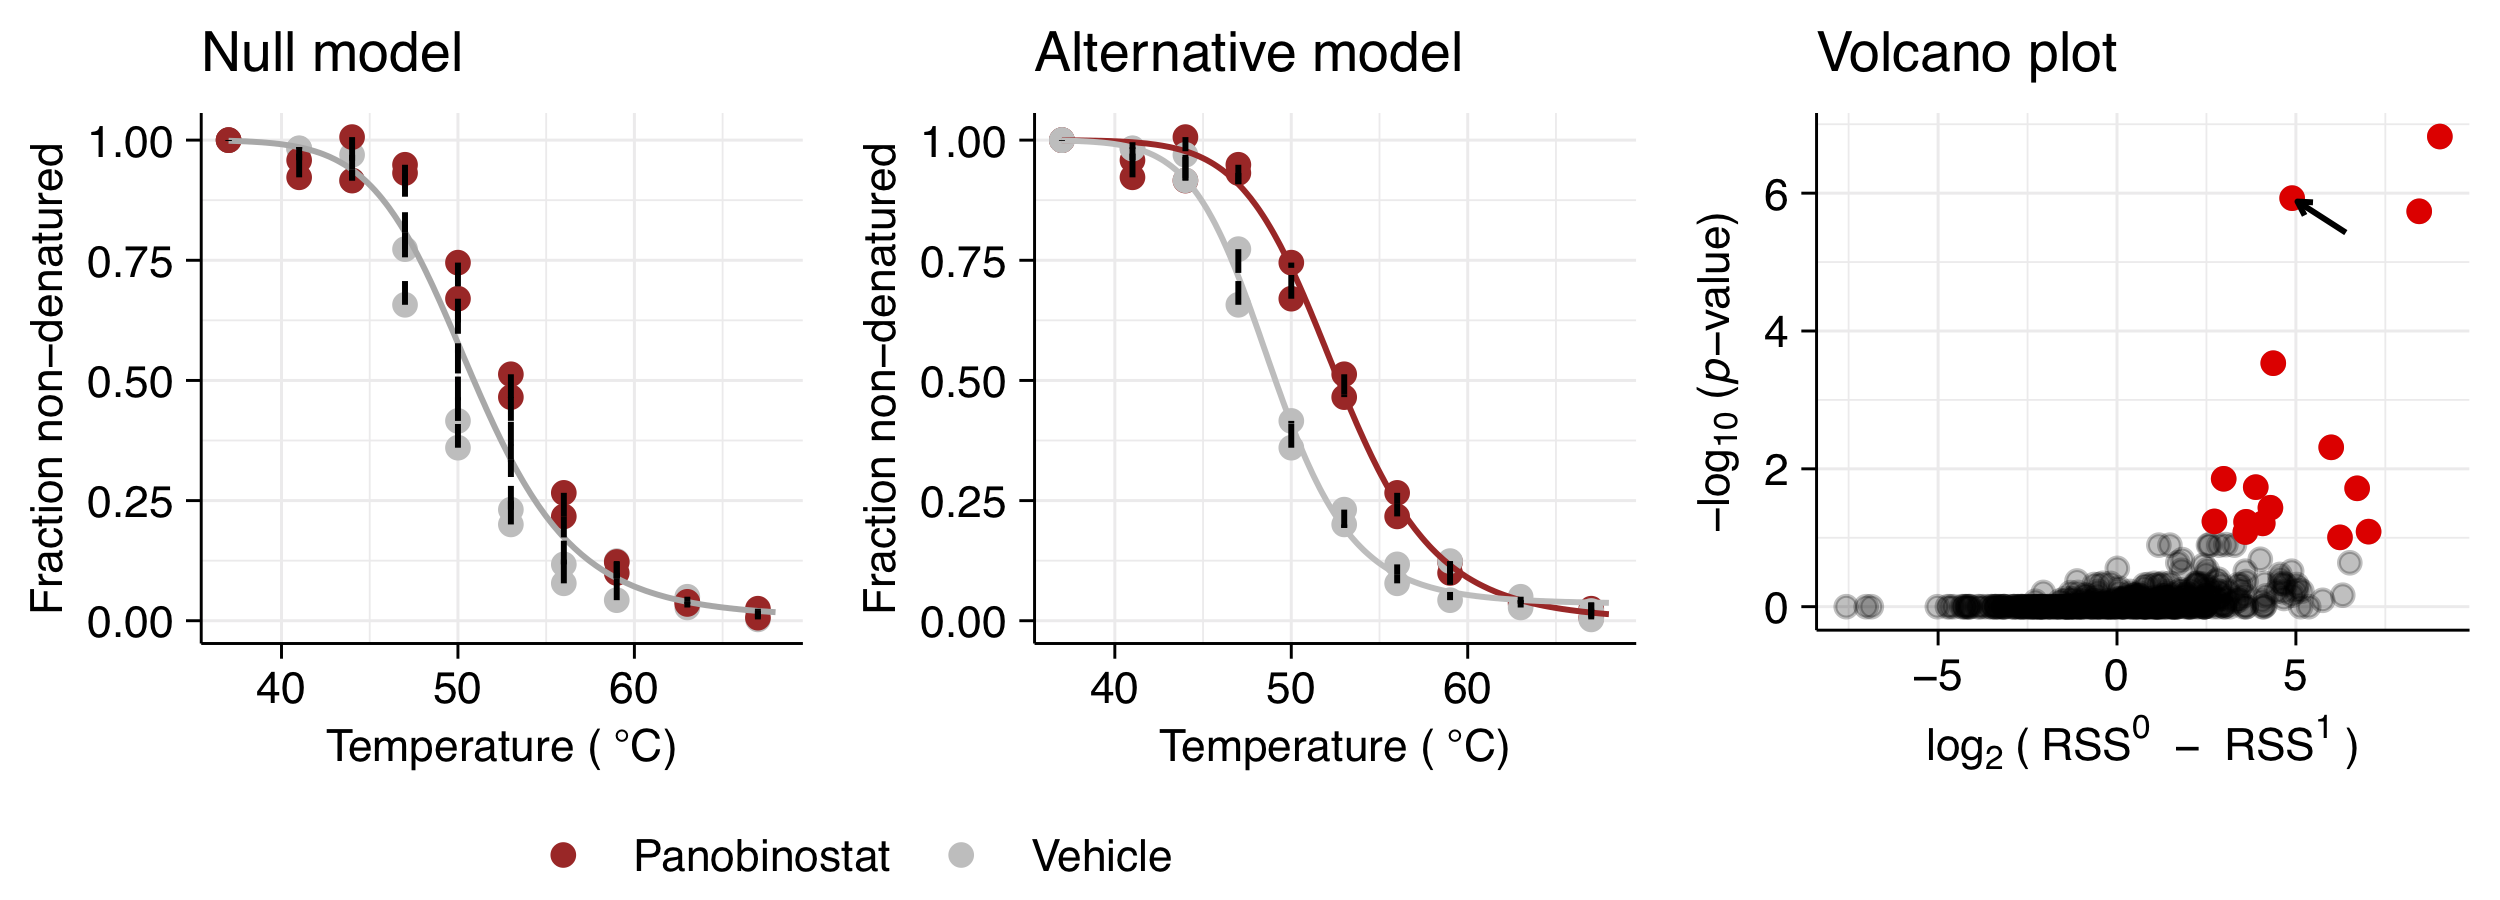 Null model
Alternative model
Volcano plot
Fraction non−denatured
1.00
0.75
0.50
0.25
0.00
40
50
60
Temperature ( °C)
Fraction non−denatured
1.00
0.75
0.50
0.25
0.00
40
50
60
Temperature ( °C)
−log₁₀ (p−value)
6
4
2
0
−5
0
5
log₂ ( RSS⁰ − RSS¹ )
Panobinostat
Vehicle